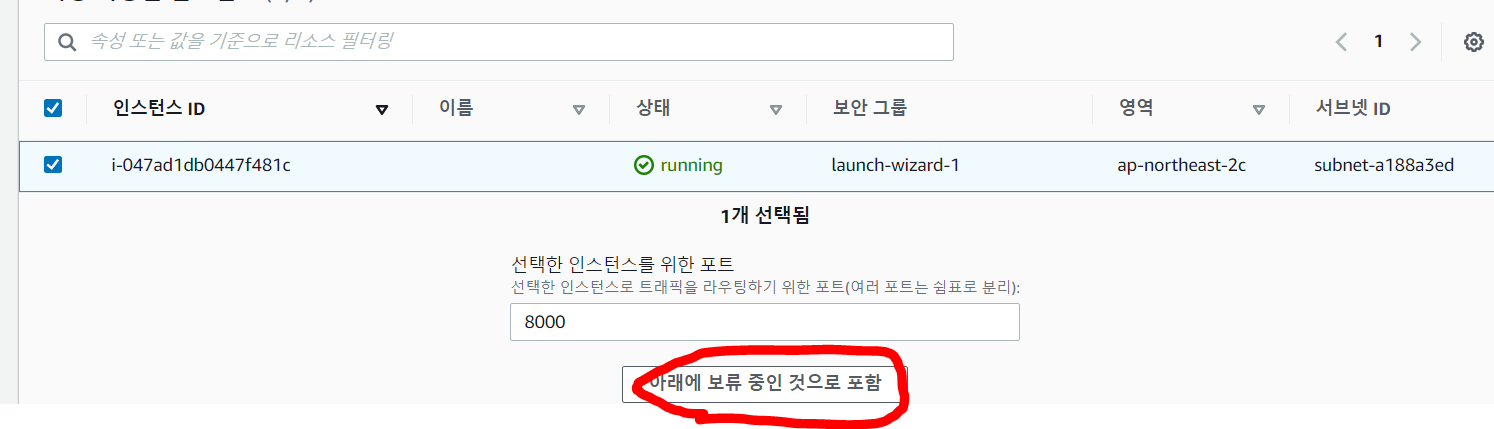 속성 또는 값을 기준으로 리소스 필터링
1
인스턴스 ID 이름 상태 보안 그룹 영역 서브넷 ID
i-047ad1db0447f481c running launch-wizard-1 ap-northeast-2c subnet-a188a3ed
1개 선택됨
선택한 인스턴스를 위한 포트
선택한 인스턴스로 트래픽을 라우팅하기 위한 포트(여러 포트는 쉼표로 분리):
8000
아래에 보류 중인 것으로 포함